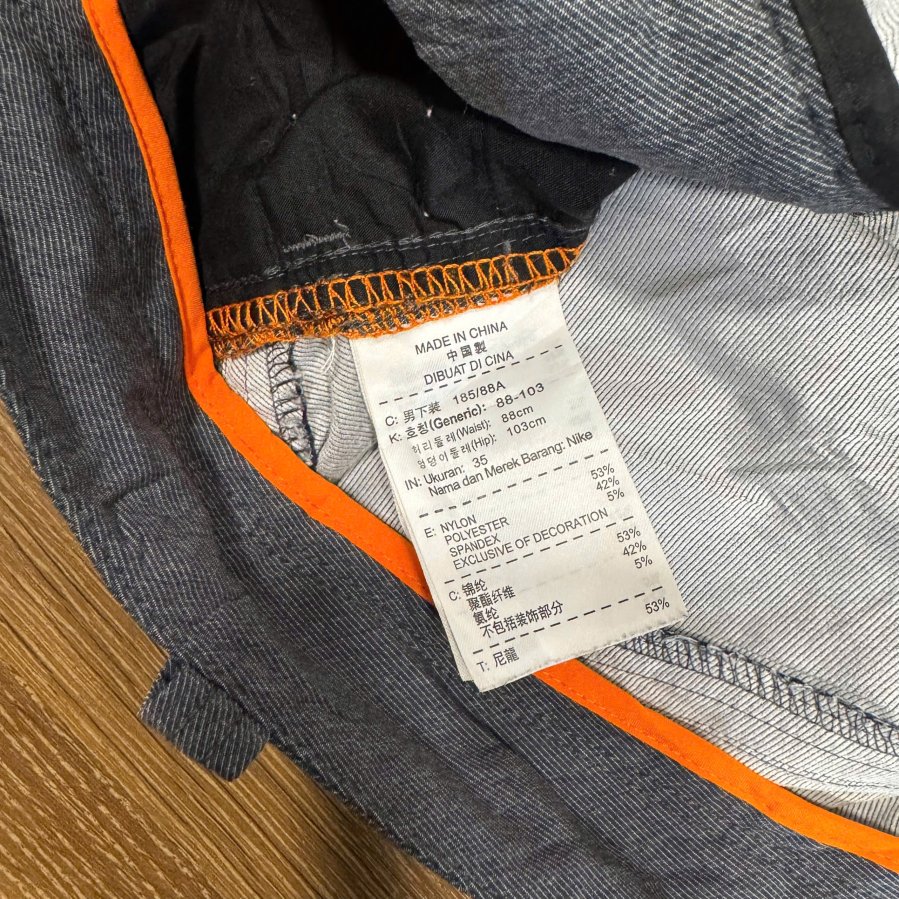 MADE IN CHINA
中国製
DIBUAT DI CINA
C: 男下装 185/88A
K: 호칭(Generic): 88-103
허리둘레(Waist): 88cm
엉덩이둘레(Hip): 103cm
IN: Ukuran: 35
Nama dan Merek Barang: Nike
E: NYLON 53%
POLYESTER 42%
SPANDEX 5%
EXCLUSIVE OF DECORATION
C: 锦纶 53%
聚酯纤维 42%
氨纶 5%
不包括装饰部分
T: 尼龍 53%